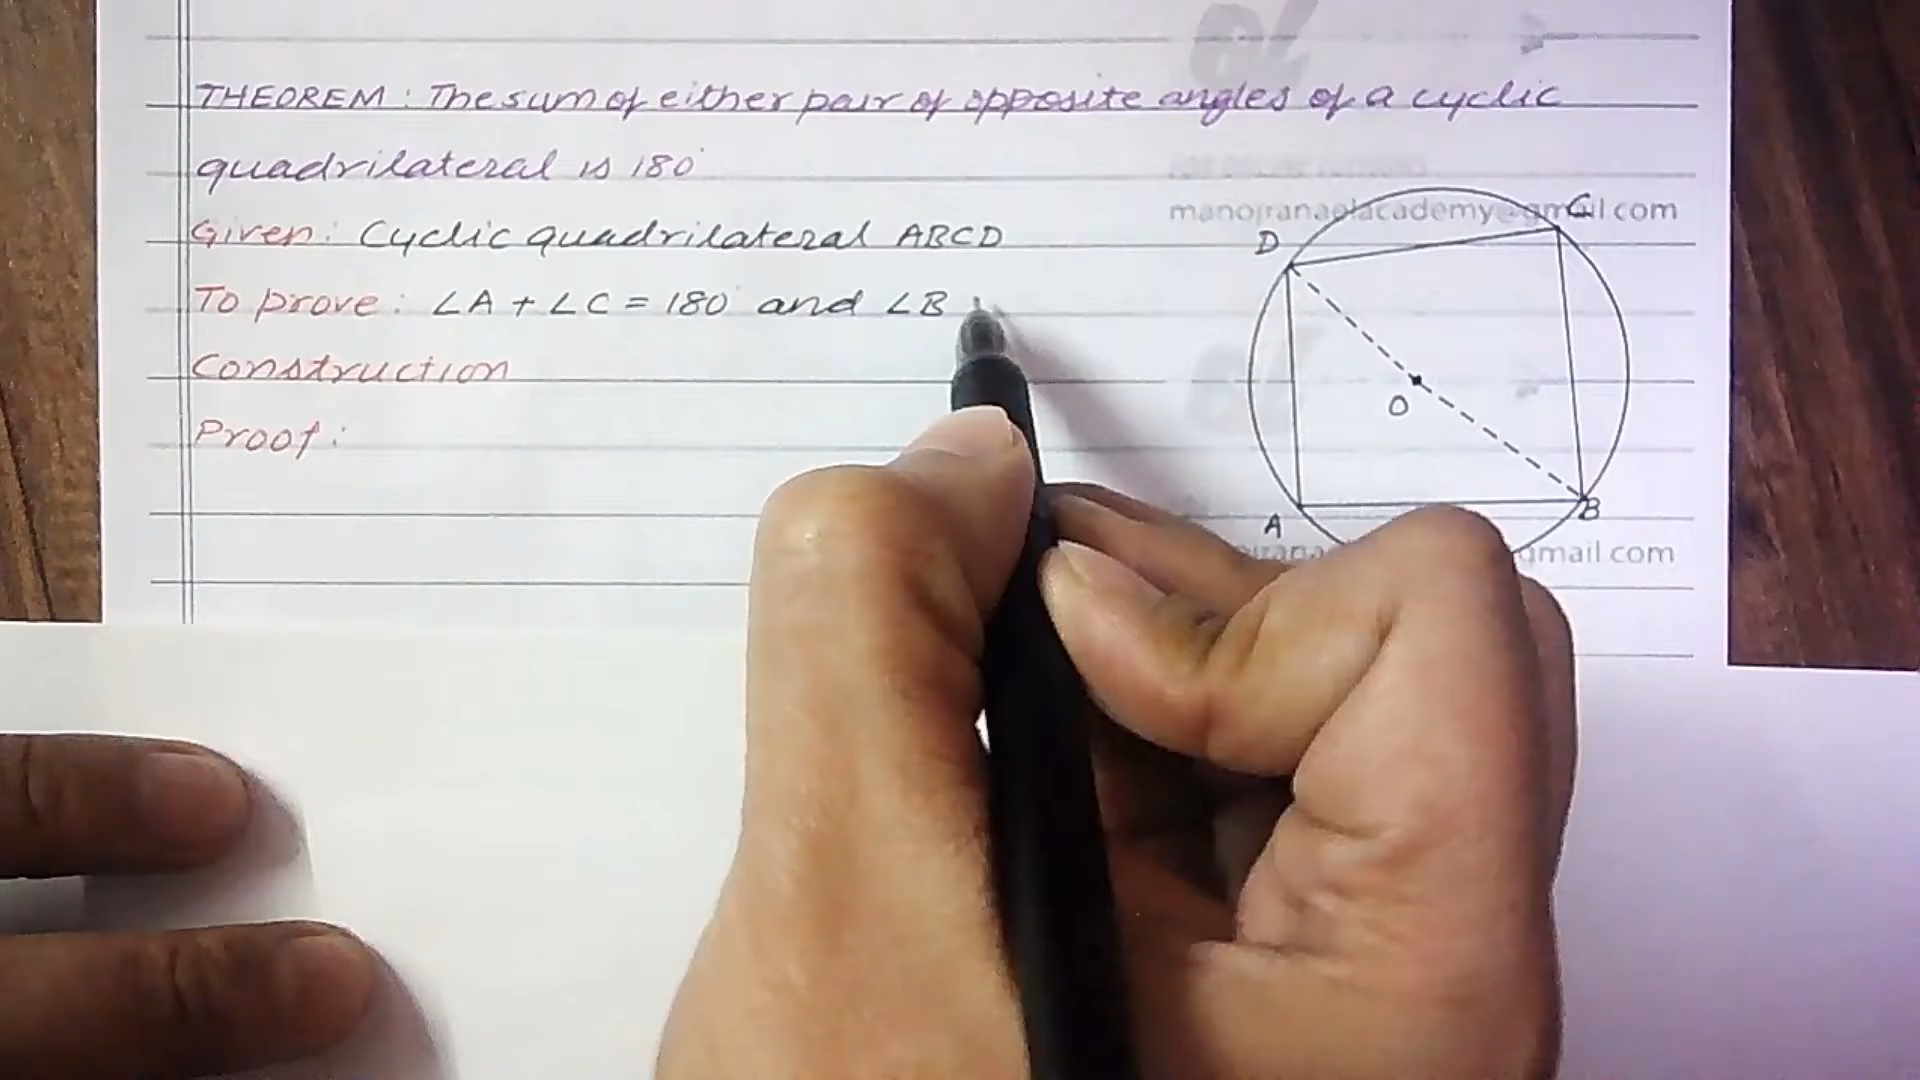 THEOREM: The sum of either pair of opposite angles of a cyclic
quadrilateral is 180°
manojranaelacademy@gmail.com
Given: Cyclic quadrilateral ABCD
To prove: ∠A + ∠C = 180° and ∠B
Construction
Proof:
D
C
O
A
B
gmail.com